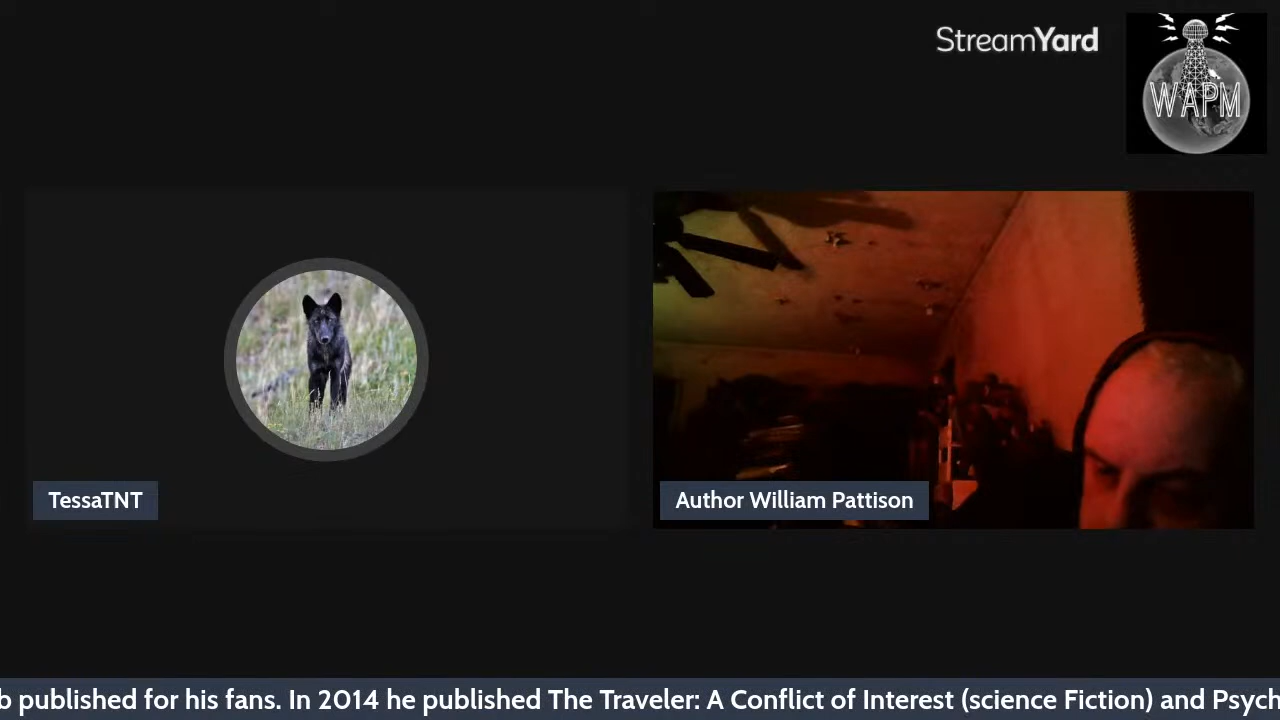 StreamYard
WAPM
TessaTNT
Author William Pattison
b published for his fans. In 2014 he published The Traveler: A Conflict of Interest (science Fiction) and Psych